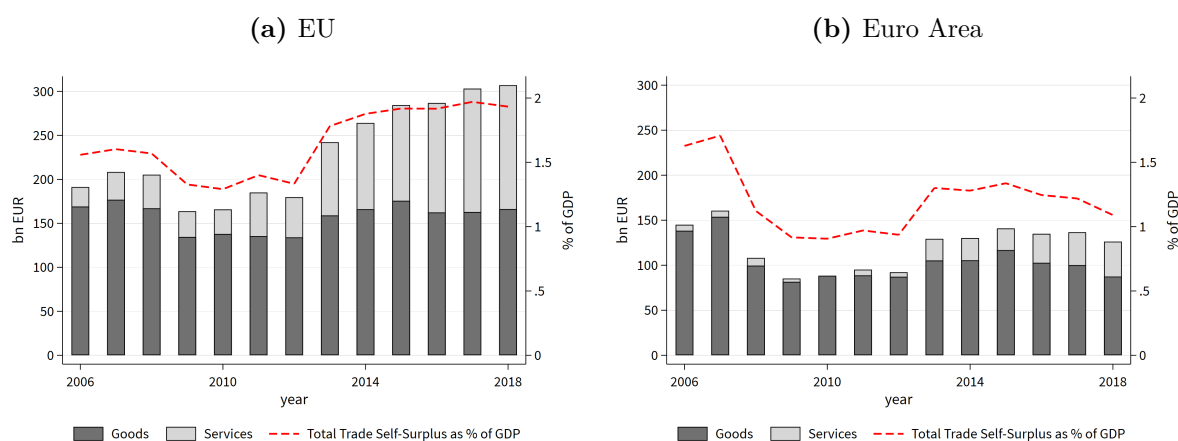 (a) EU
300
250
200
150
100
50
0
bn EUR
2
1.5
1
.5
0
% of GDP
2006 2010 2014 2018
year
Goods Services Total Trade Self-Surplus as % of GDP
(b) Euro Area
300
250
200
150
100
50
0
bn EUR
2
1.5
1
.5
0
% of GDP
2006 2010 2014 2018
year
Goods Services Total Trade Self-Surplus as % of GDP